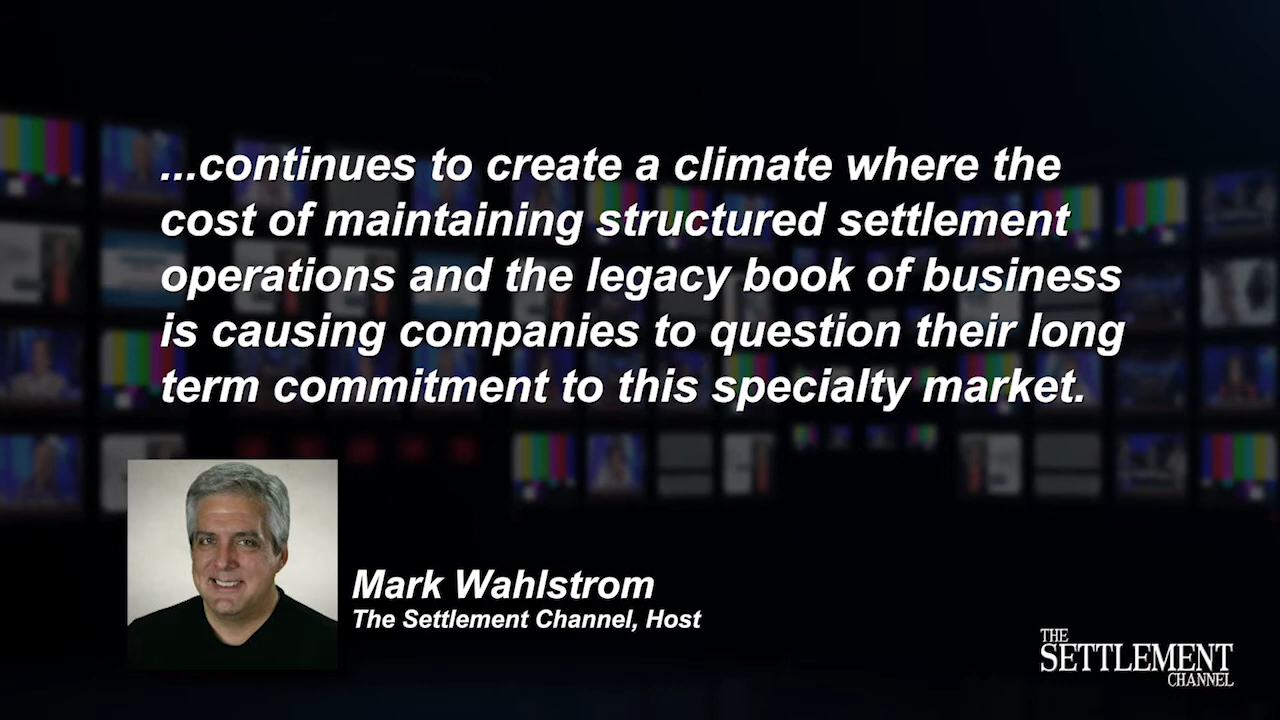 ...continues to create a climate where the
cost of maintaining structured settlement
operations and the legacy book of business
is causing companies to question their long
term commitment to this specialty market.
Mark Wahlstrom
The Settlement Channel, Host
THE
SETTLEMENT
CHANNEL